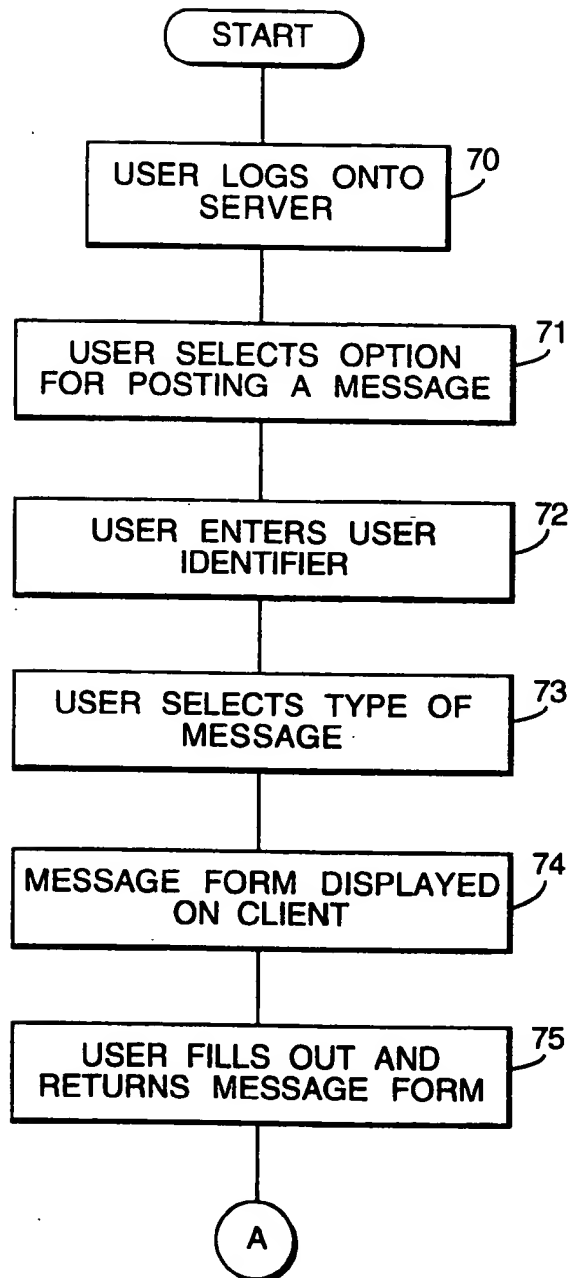 START
USER LOGS ONTO
SERVER
70
USER SELECTS OPTION
FOR POSTING A MESSAGE
71
USER ENTERS USER
IDENTIFIER
72
USER SELECTS TYPE OF
MESSAGE
73
MESSAGE FORM DISPLAYED
ON CLIENT
74
USER FILLS OUT AND
RETURNS MESSAGE FORM
75
A